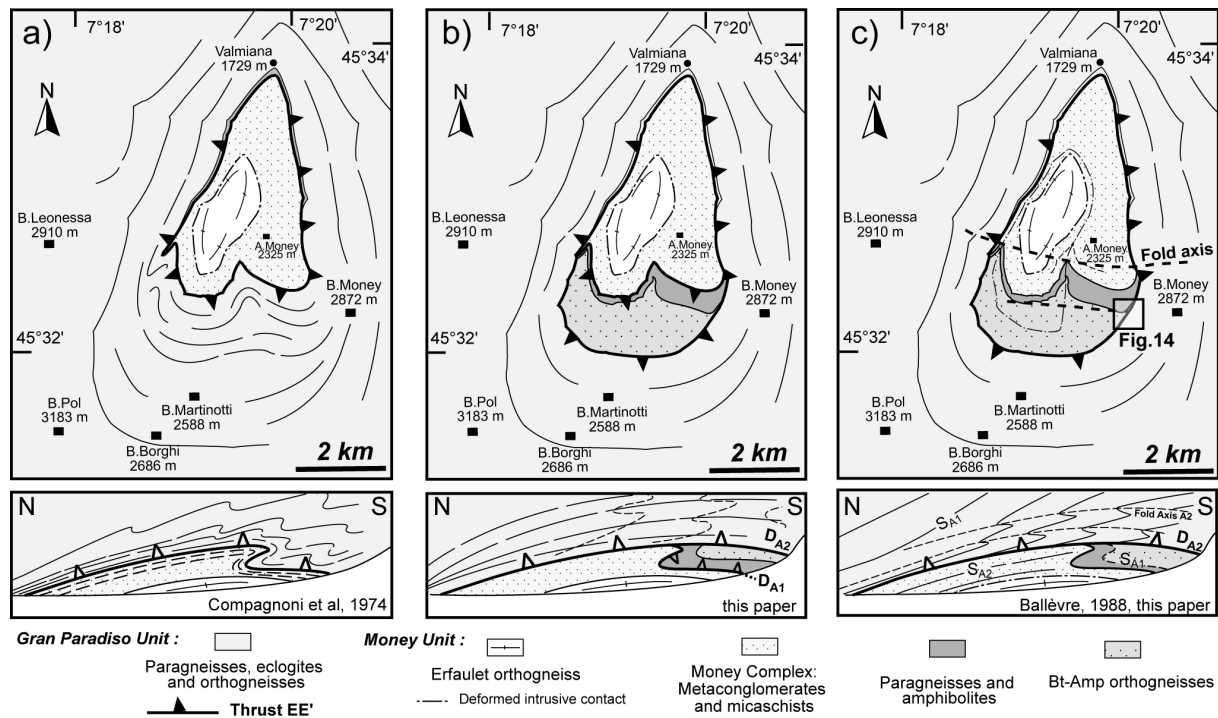 a)
7°18'
7°20'
45°34'
Valmiana
1729 m
N
B.Leonessa
2910 m
A.Money
2325 m
B.Money
2872 m
45°32'
B.Pol
3183 m
B.Martinotti
2588 m
B.Borghi
2686 m
2 km
N
S
Compagnoni et al, 1974
b)
7°18'
7°20'
45°34'
Valmiana
1729 m
N
B.Leonessa
2910 m
A.Money
2325 m
B.Money
2872 m
45°32'
B.Pol
3183 m
B.Martinotti
2588 m
B.Borghi
2686 m
2 km
N
S
DA2
DA1
this paper
c)
7°18'
7°20'
45°34'
Valmiana
1729 m
N
B.Leonessa
2910 m
A.Money
2325 m
Fold axis
B.Money
2872 m
Fig.14
45°32'
B.Pol
3183 m
B.Martinotti
2588 m
B.Borghi
2686 m
2 km
N
S
SA1
Fold Axis A2
DA2
SA2
SA1
Ballèvre, 1988, this paper
Gran Paradiso Unit :
Paragneisses, eclogites
and orthogneisses
Thrust EE'
Money Unit :
Erfaulet orthogneiss
Deformed intrusive contact
Money Complex:
Metaconglomerates
and micaschists
Paragneisses and
amphibolites
Bt-Amp orthogneisses